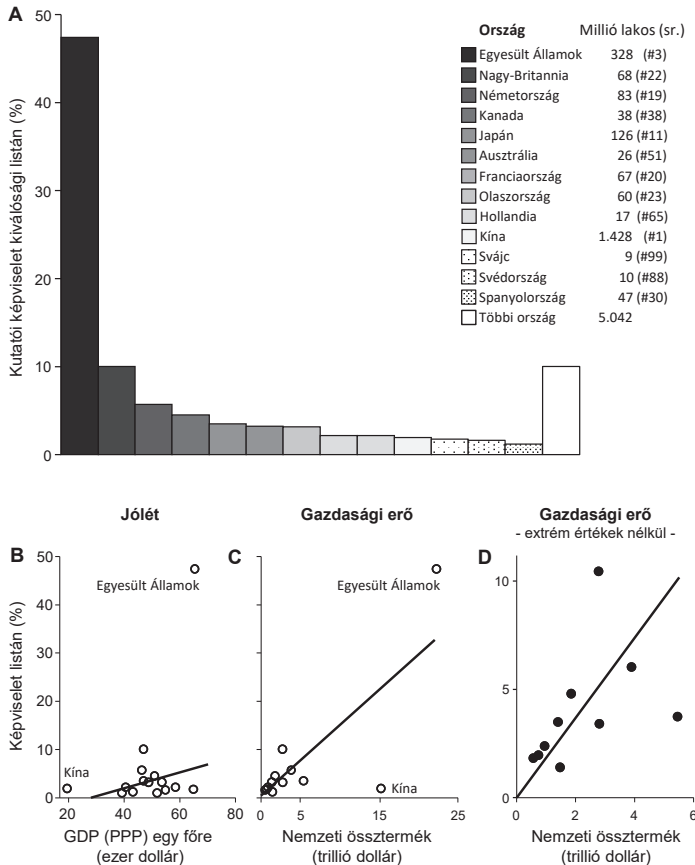 A
Kutatói képviselet kiválósági listán (%)
50
40
30
20
10
0
Ország Millió lakos (sr.)
Egyesült Államok 328 (#3)
Nagy-Britannia 68 (#22)
Németország 83 (#19)
Kanada 38 (#38)
Japán 126 (#11)
Ausztrália 26 (#51)
Franciaország 67 (#20)
Olaszország 60 (#23)
Hollandia 17 (#65)
Kína 1.428 (#1)
Svájc 9 (#99)
Svédország 10 (#88)
Spanyolország 47 (#30)
Többi ország 5.042
Jólét
B
Képviselet listán (%)
50
40
30
20
10
0
Egyesült Államok
Kína
20 40 60 80
GDP (PPP) egy főre
(ezer dollár)
Gazdasági erő
C
Egyesült Államok
Kína
0 5 15 25
Nemzeti össztermék
(trillió dollár)
Gazdasági erő
- extrém értékek nélkül -
D
10
5
0
0 2 4 6
Nemzeti össztermék
(trillió dollár)